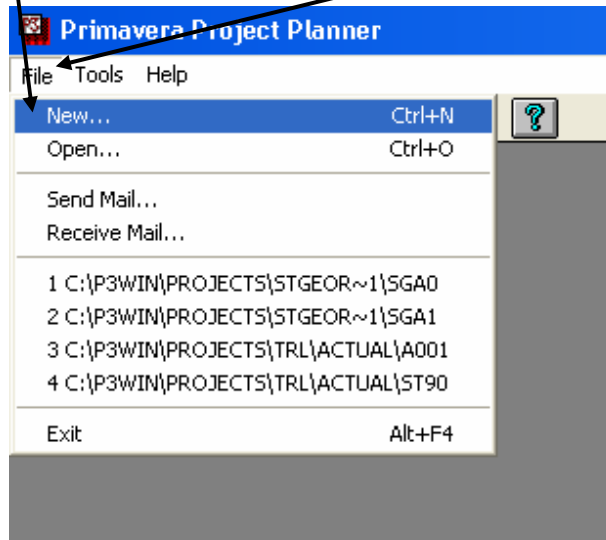 Primavera Project Planner
File Tools Help
New... Ctrl+N
Open... Ctrl+O
Send Mail...
Receive Mail...
1 C:\P3WIN\PROJECTS\STGEOR~1\SGA0
2 C:\P3WIN\PROJECTS\STGEOR~1\SGA1
3 C:\P3WIN\PROJECTS\TRL\ACTUAL\A001
4 C:\P3WIN\PROJECTS\TRL\ACTUAL\ST90
Exit Alt+F4